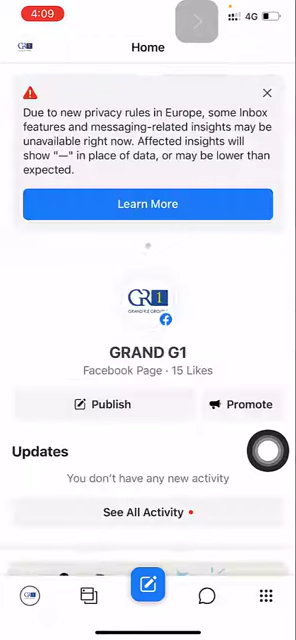 4:09
4G
GR1
Home
Due to new privacy rules in Europe, some Inbox
features and messaging-related insights may be
unavailable right now. Affected insights will
show "—" in place of data, or may be lower than
expected.
Learn More
GR1
GRAND G1
Facebook Page · 15 Likes
Publish
Promote
Updates
You don't have any new activity
See All Activity